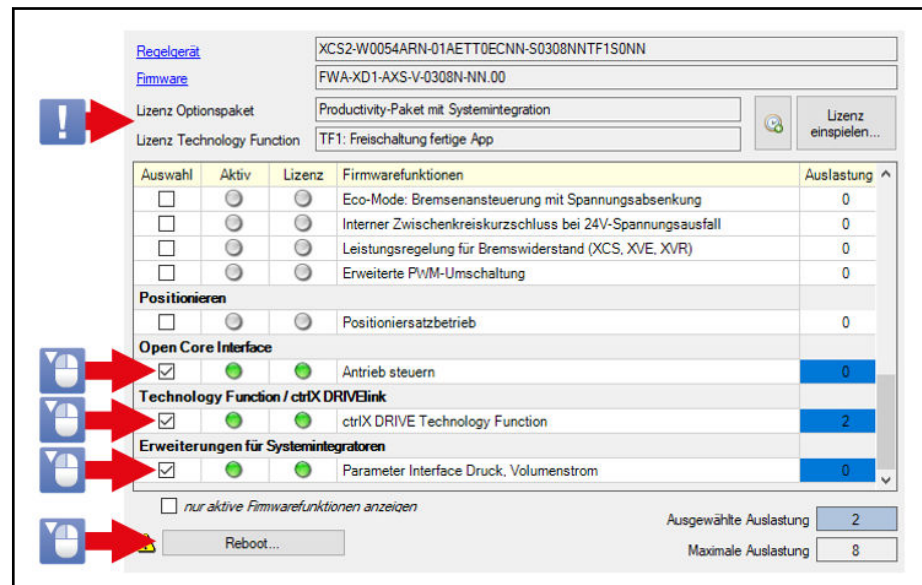 Regelgerät XCS2-W0054ARN-01AETT0ECNN-S0308NNTF1S0NN
Firmware FWA-XD1-AXS-V-0308N-NN.00
Lizenz Optionspaket Productivity-Paket mit Systemintegration
Lizenz Technology Function TF1: Freischaltung fertige App
Lizenz
einspielen...
Auswahl Aktiv Lizenz Firmwarefunktionen Auslastung
Eco-Mode: Bremsenansteuerung mit Spannungsabsenkung 0
Interner Zwischenkreiskurzschluss bei 24V-Spannungsausfall 0
Leistungsregelung für Bremswiderstand (XCS, XVE, XVR) 0
Erweiterte PWM-Umschaltung 0
Positionieren
Positioniersatzbetrieb 0
Open Core Interface
Antrieb steuern 0
Technology Function / ctrlX DRIVElink
ctrlX DRIVE Technology Function 2
Erweiterungen für Systemintegratoren
Parameter Interface Druck, Volumenstrom 0
nur aktive Firmwarefunktionen anzeigen
Ausgewählte Auslastung 2
Reboot...
Maximale Auslastung 8